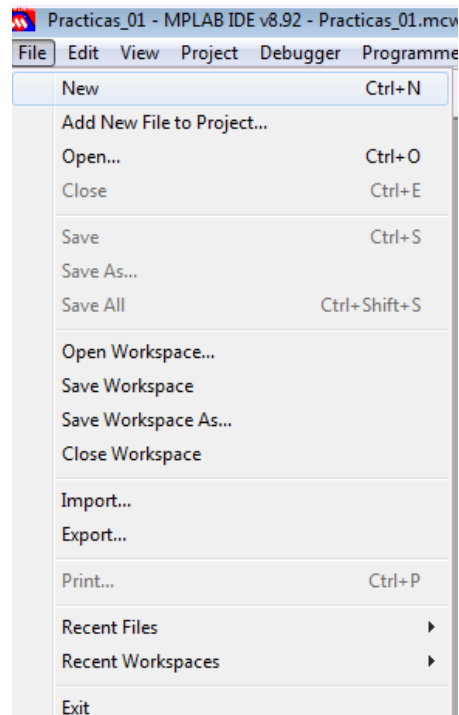 Practicas_01 - MPLAB IDE v8.92 - Practicas_01.mcw
File Edit View Project Debugger Programme
New Ctrl+N
Add New File to Project...
Open... Ctrl+O
Close Ctrl+E
Save Ctrl+S
Save As...
Save All Ctrl+Shift+S
Open Workspace...
Save Workspace
Save Workspace As...
Close Workspace
Import...
Export...
Print... Ctrl+P
Recent Files
Recent Workspaces
Exit